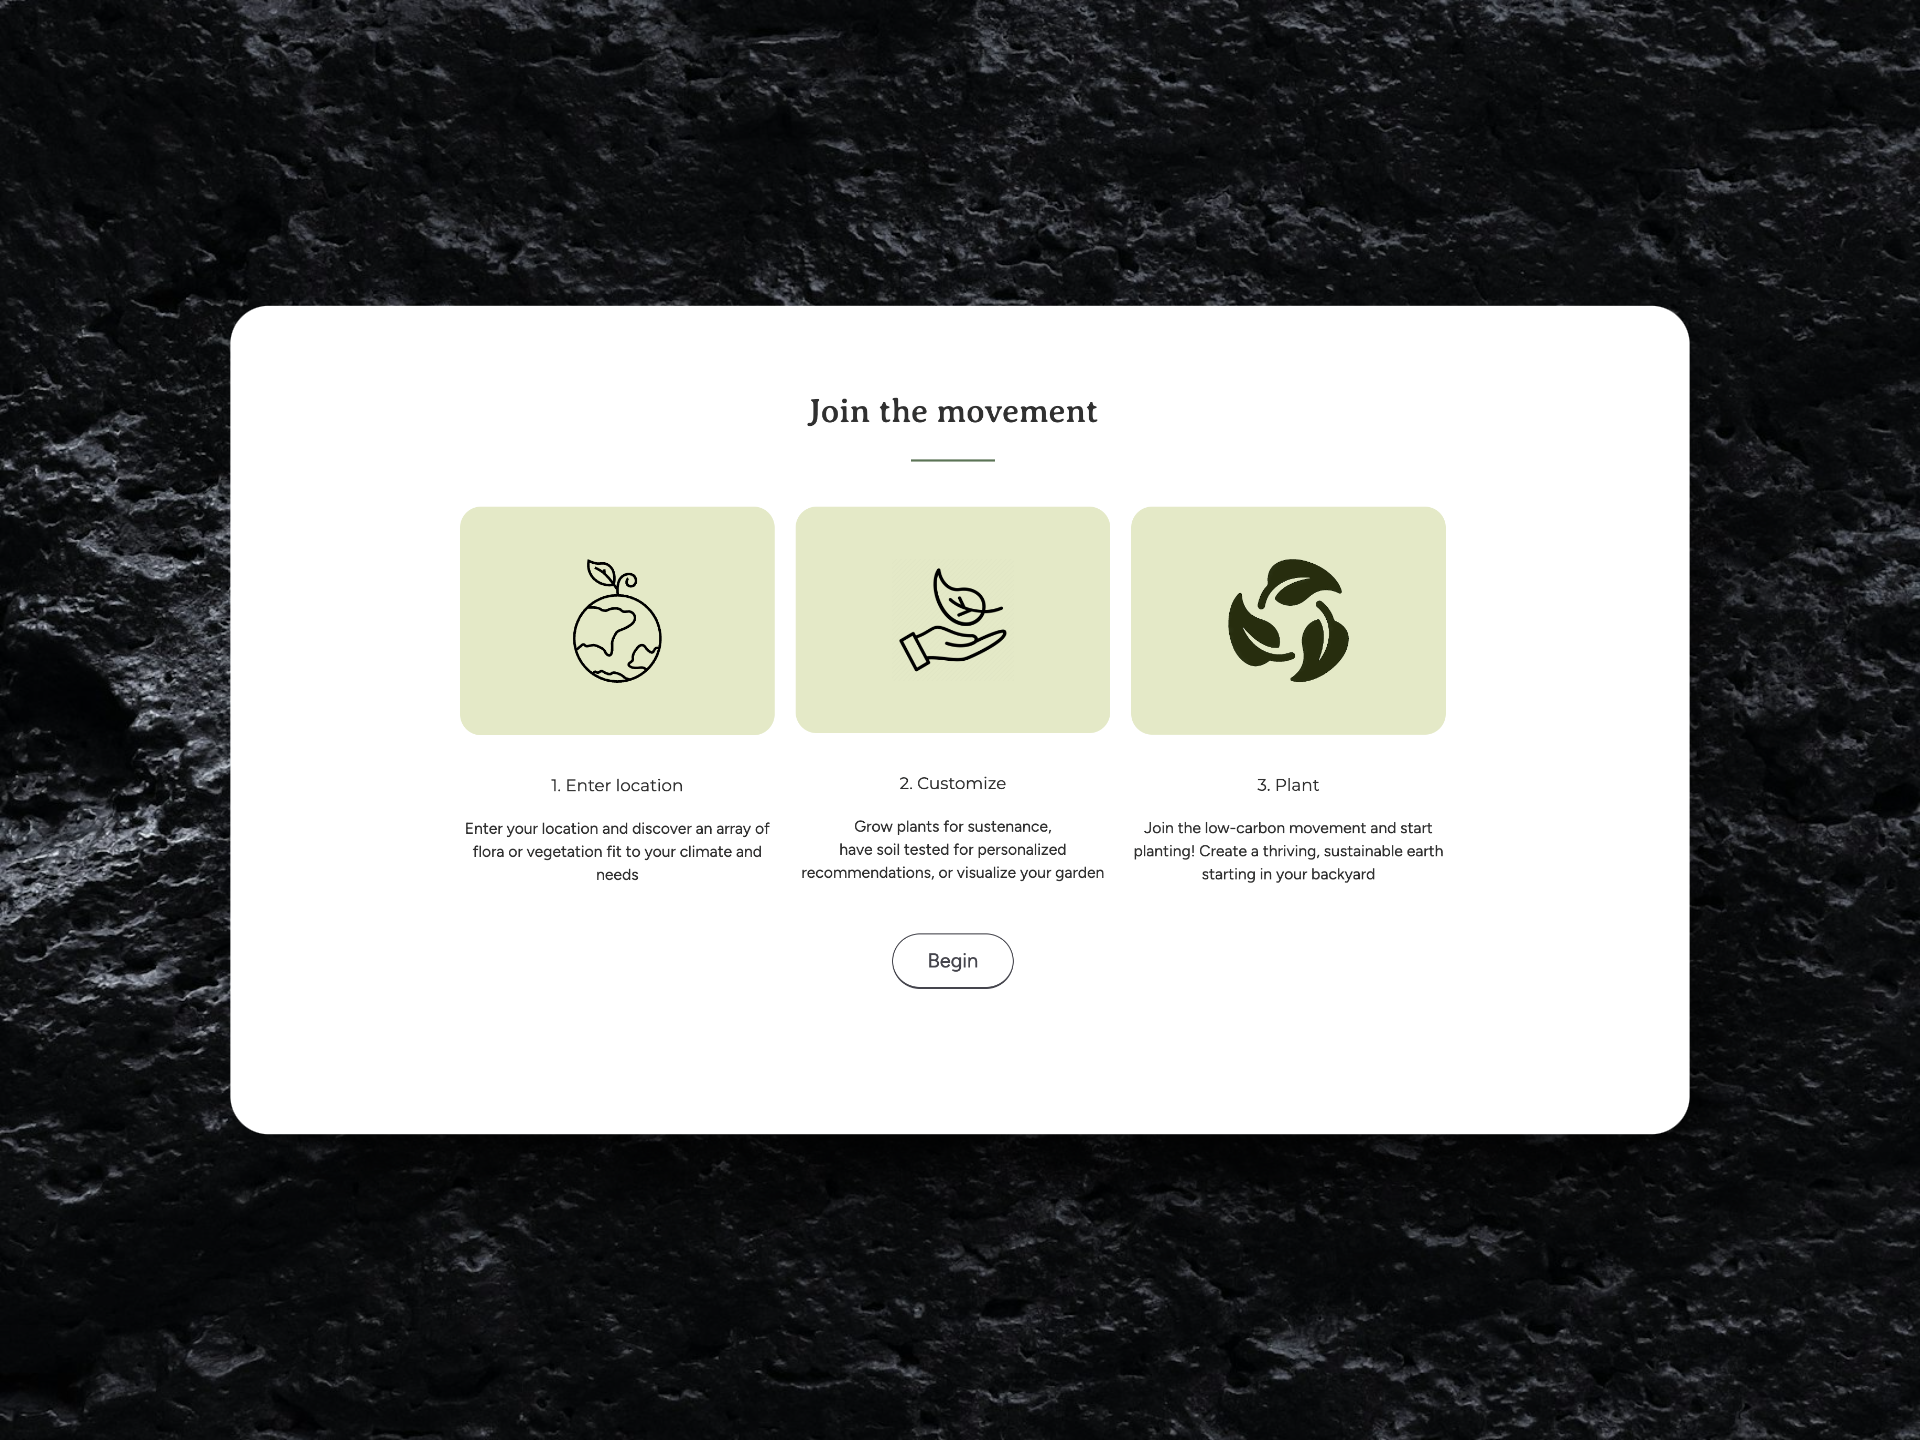 Join the movement
1. Enter location
Enter your location and discover an array of
flora or vegetation fit to your climate and
needs
2. Customize
Grow plants for sustenance,
have soil tested for personalized
recommendations, or visualize your garden
3. Plant
Join the low-carbon movement and start
planting! Create a thriving, sustainable earth
starting in your backyard
Begin